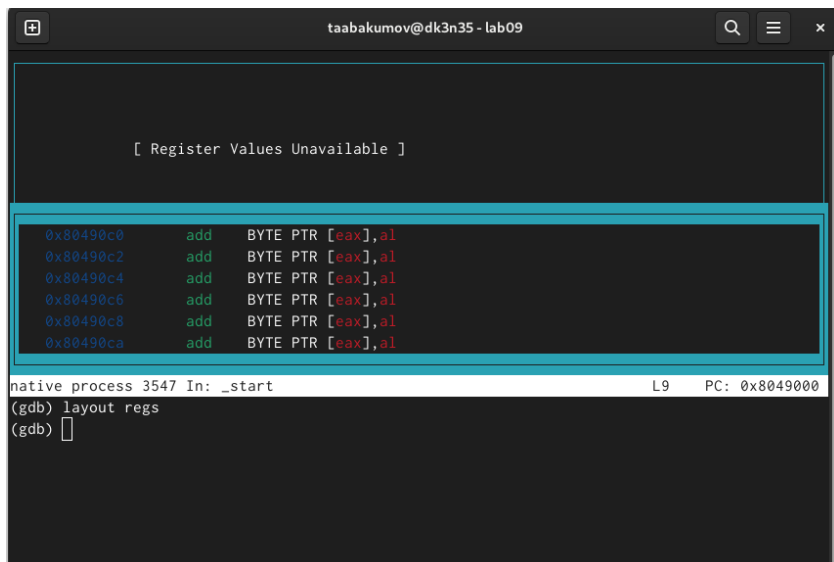 taabakumov@dk3n35 - lab09
[ Register Values Unavailable ]
0x80490c0 add BYTE PTR [eax],al
0x80490c2 add BYTE PTR [eax],al
0x80490c4 add BYTE PTR [eax],al
0x80490c6 add BYTE PTR [eax],al
0x80490c8 add BYTE PTR [eax],al
0x80490ca add BYTE PTR [eax],al
native process 3547 In: _start L9 PC: 0x8049000
(gdb) layout regs
(gdb)